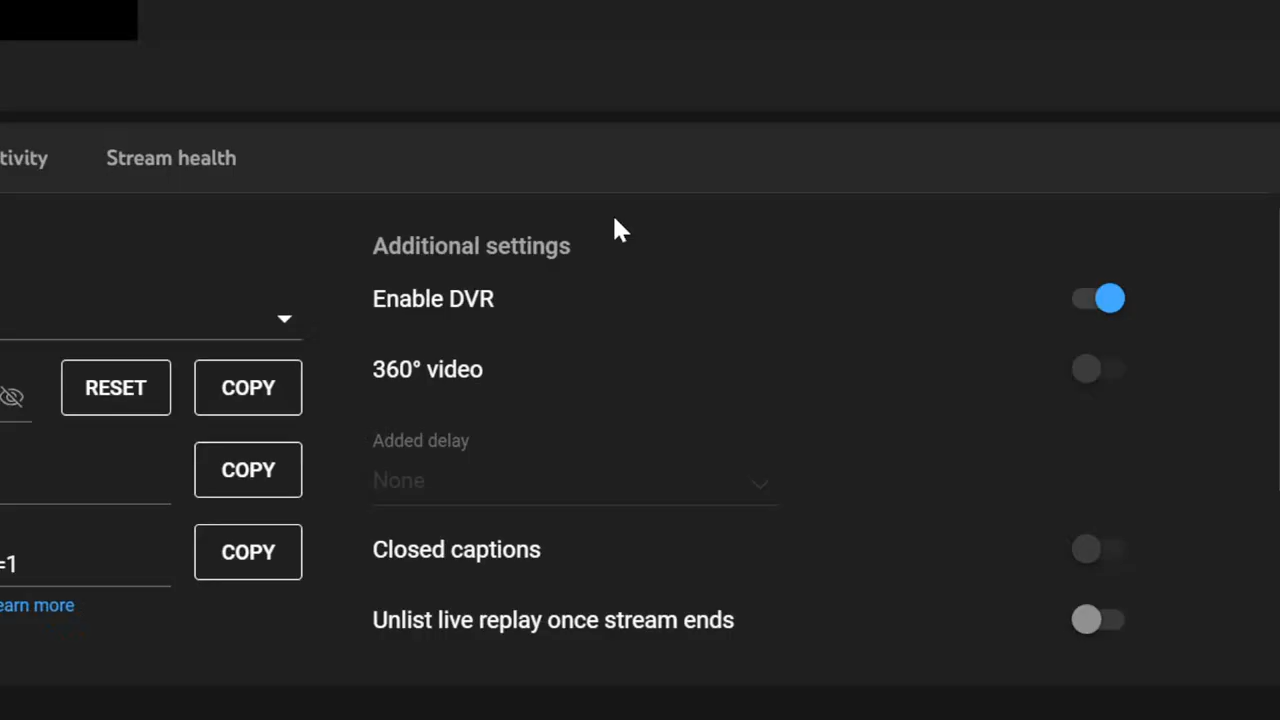 tivity
Stream health
RESET
COPY
COPY
=1
COPY
earn more
Additional settings
Enable DVR
360° video
Added delay
None
Closed captions
Unlist live replay once stream ends